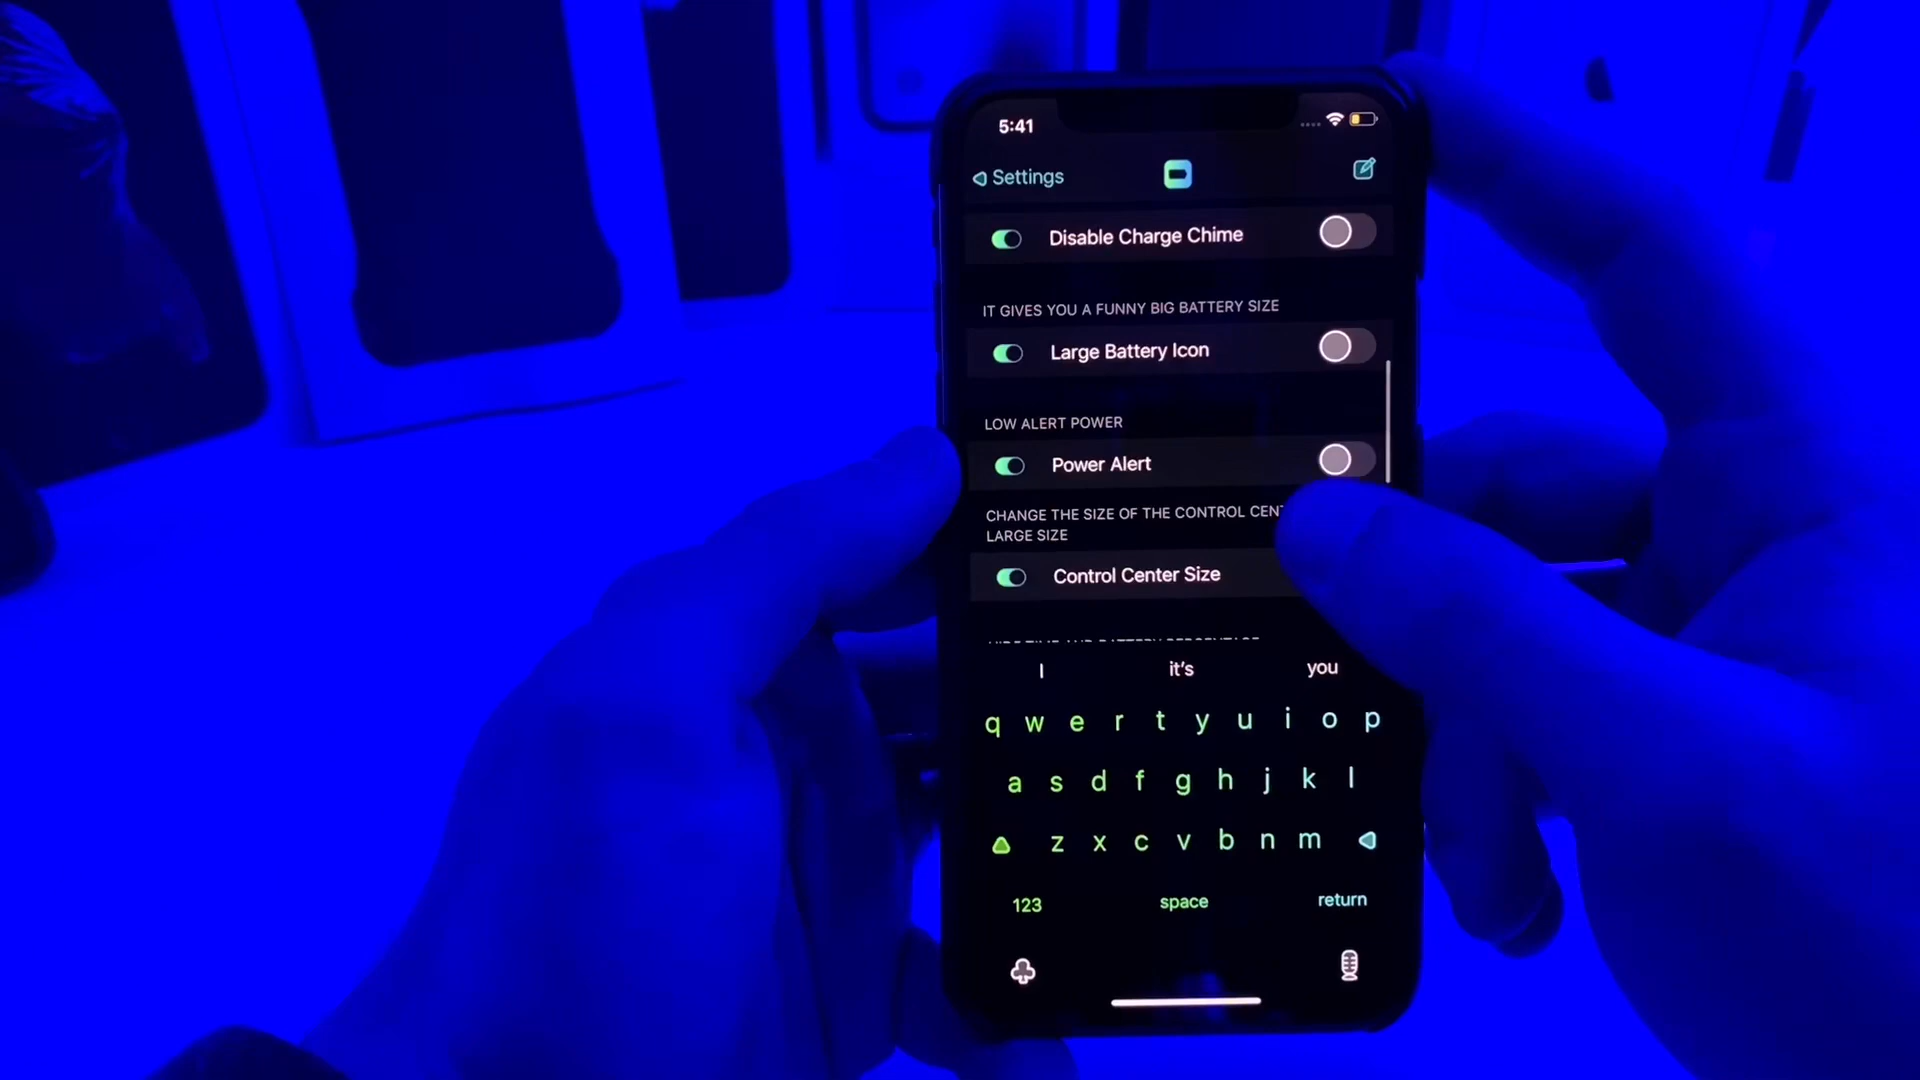 5:41
Settings
Disable Charge Chime
IT GIVES YOU A FUNNY BIG BATTERY SIZE
Large Battery Icon
LOW ALERT POWER
Power Alert
CHANGE THE SIZE OF THE CONTROL
LARGE SIZE
Control Center Size
I it's you
q w e r t y u i o p
a s d f g h j k l
z x c v b n m
123 space return